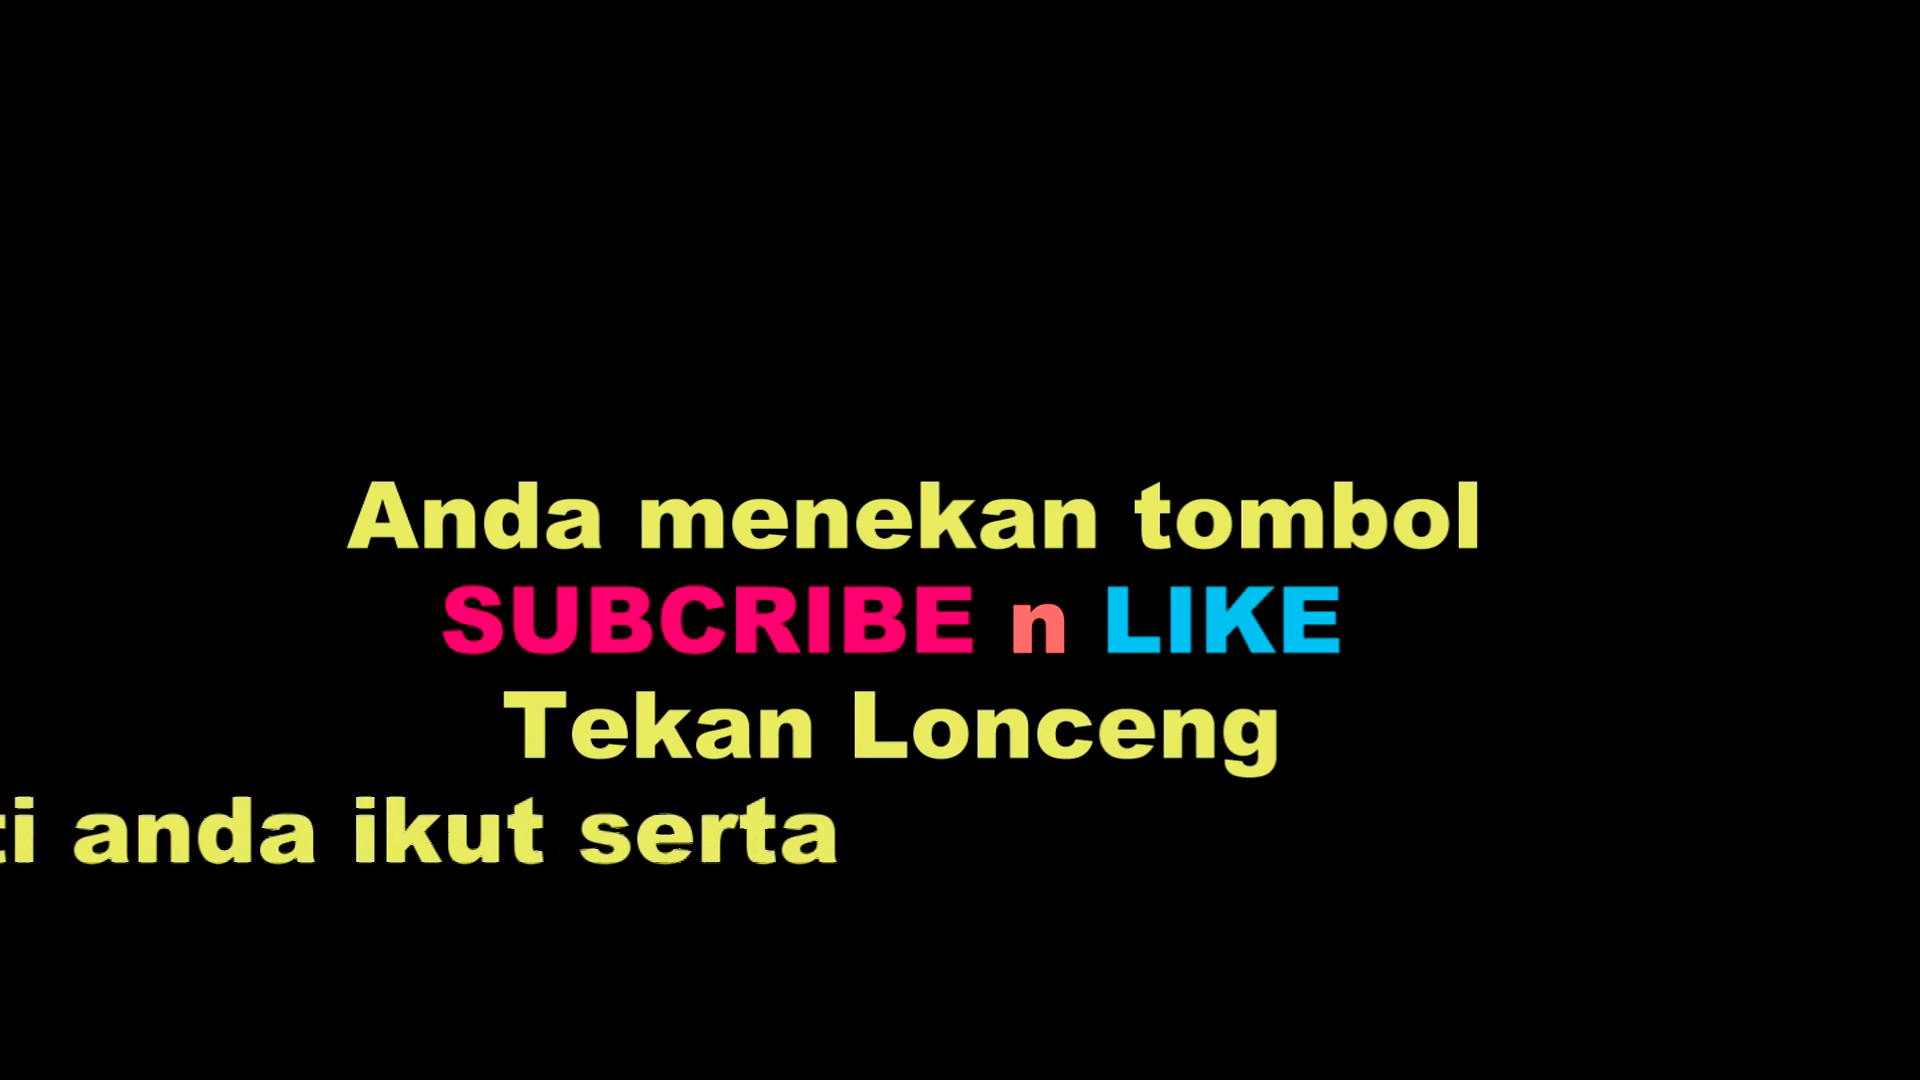 Anda menekan tombol
SUBCRIBE n LIKE
Tekan Lonceng
anda ikut serta